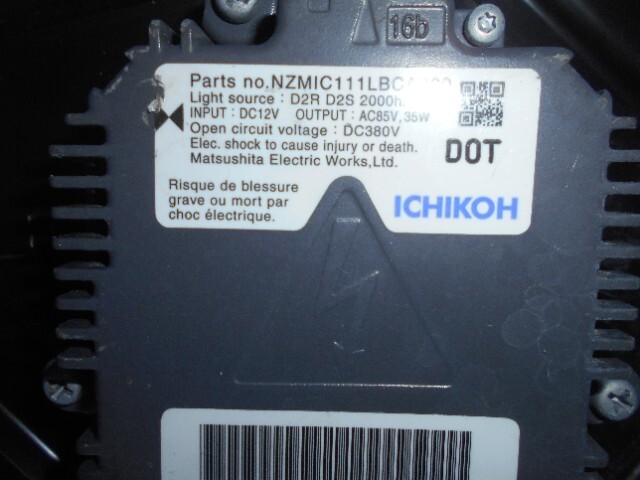 16b
Parts no.
Light source : D2R D2S
INPUT : DC12V OUTPUT : AC85V, 35W
Open circuit voltage : DC380V
Elec. shock to cause injury or death.
Matsushita Electric Works,Ltd.
DOT
Risque de blessure
grave ou mort par
choc électrique.
ICHIKOH